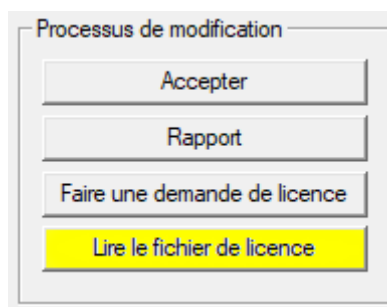 Processus de modification
Accepter
Rapport
Faire une demande de licence
Lire le fichier de licence